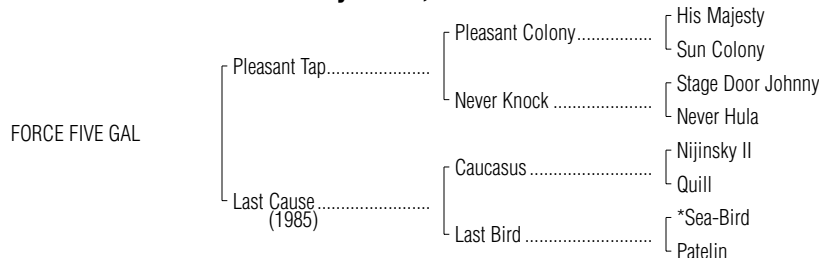 His Majesty
Pleasant Colony................
Sun Colony
Pleasant Tap......................
Stage Door Johnny
Never Knock .....................
Never Hula
FORCE FIVE GAL
Nijinsky II
Caucasus ..........................
Quill
Last Cause........................
(1985)
*Sea-Bird
Last Bird ...........................
Patelin